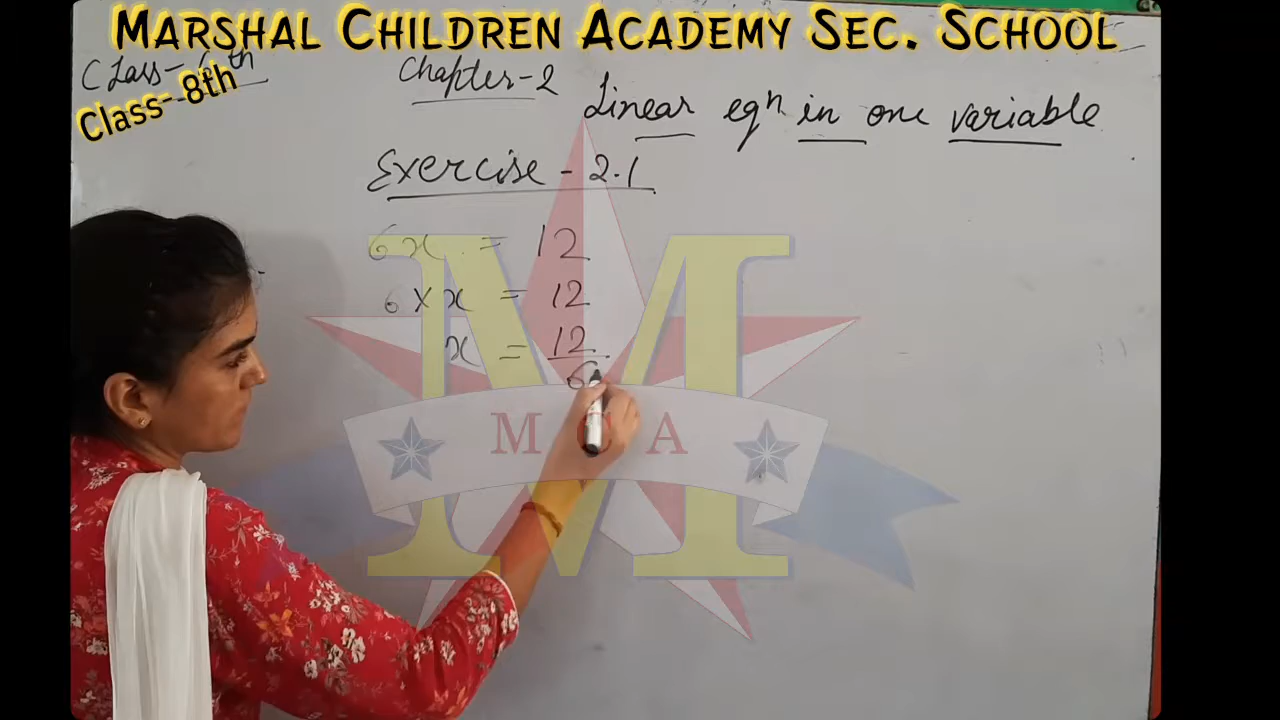 MARSHAL CHILDREN ACADEMY SEC. SCHOOL
Class-
th
Class- 8th
Chapter-2
Linear eqⁿ in one variable
Exercise - 2.1
6x = 12
6 × x = 12
x = 12/6
M
M C A